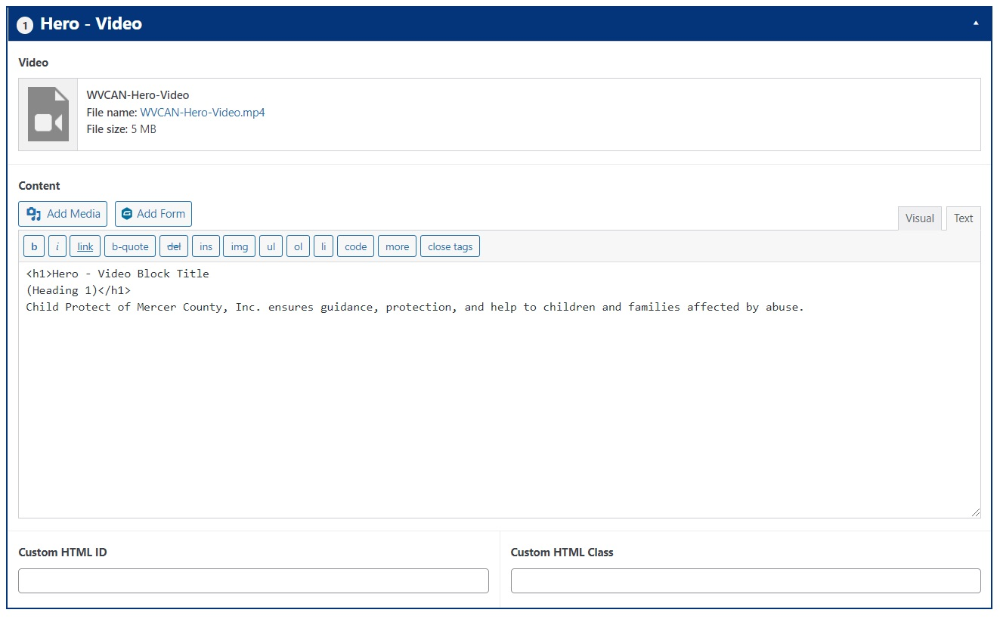 1 Hero - Video
Video
WVCAN-Hero-Video
File name: WVCAN-Hero-Video.mp4
File size: 5 MB
Content
Add Media Add Form Visual Text
b i link b-quote del ins img ul ol li code more close tags
<h1>Hero - Video Block Title
(Heading 1)</h1>
Child Protect of Mercer County, Inc. ensures guidance, protection, and help to children and families affected by abuse.
Custom HTML ID Custom HTML Class